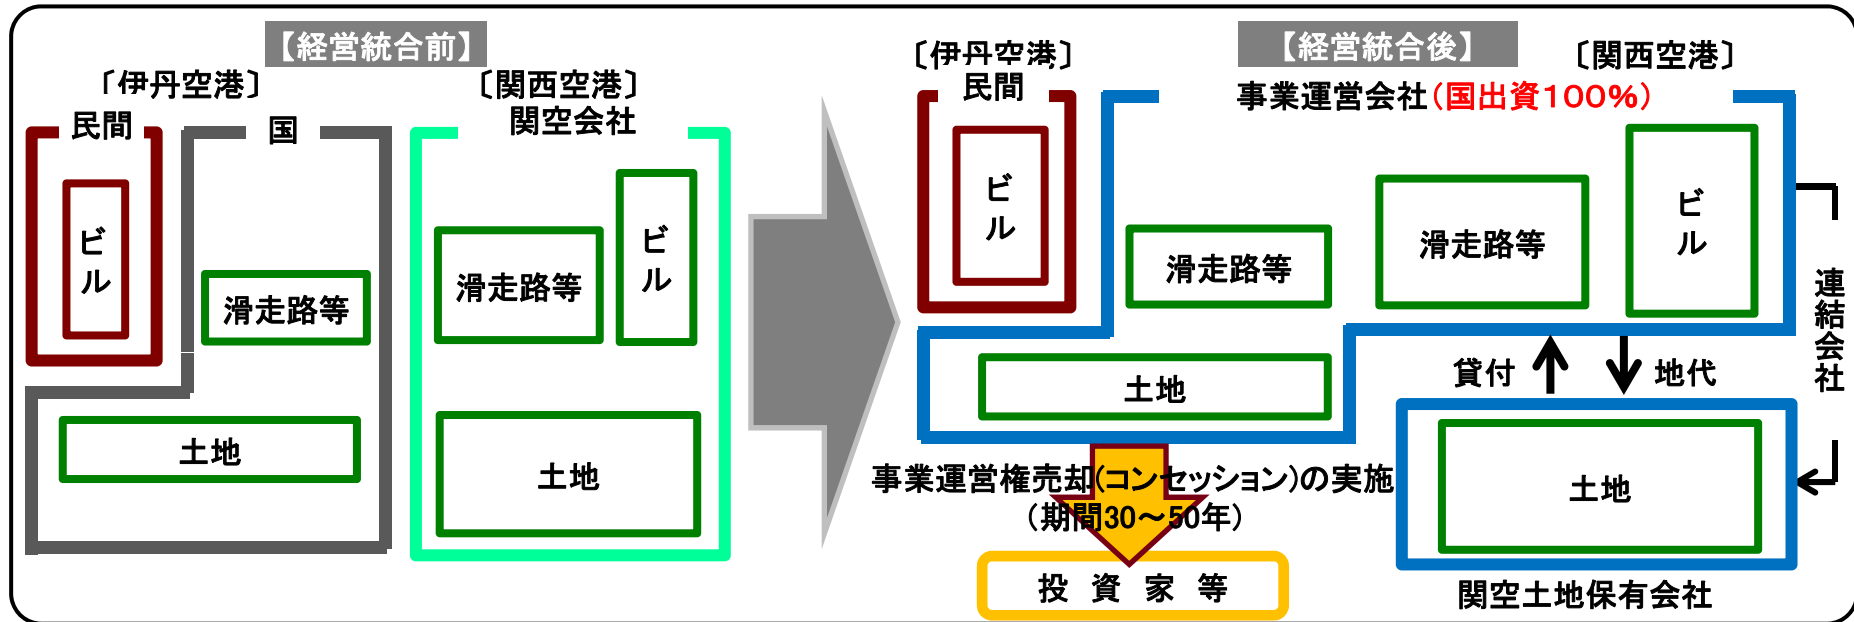 【経営統合前】
〔伊丹空港〕
民間
ビル
国
滑走路等
土地
〔関西空港〕
関空会社
滑走路等
ビル
土地
【経営統合後】
〔伊丹空港〕
民間
ビル
〔関西空港〕
事業運営会社(国出資100%)
滑走路等
滑走路等
ビル
土地
貸付
地代
連結会社
土地
関空土地保有会社
事業運営権売却(コンセッション)の実施
(期間30～50年)
投資家等